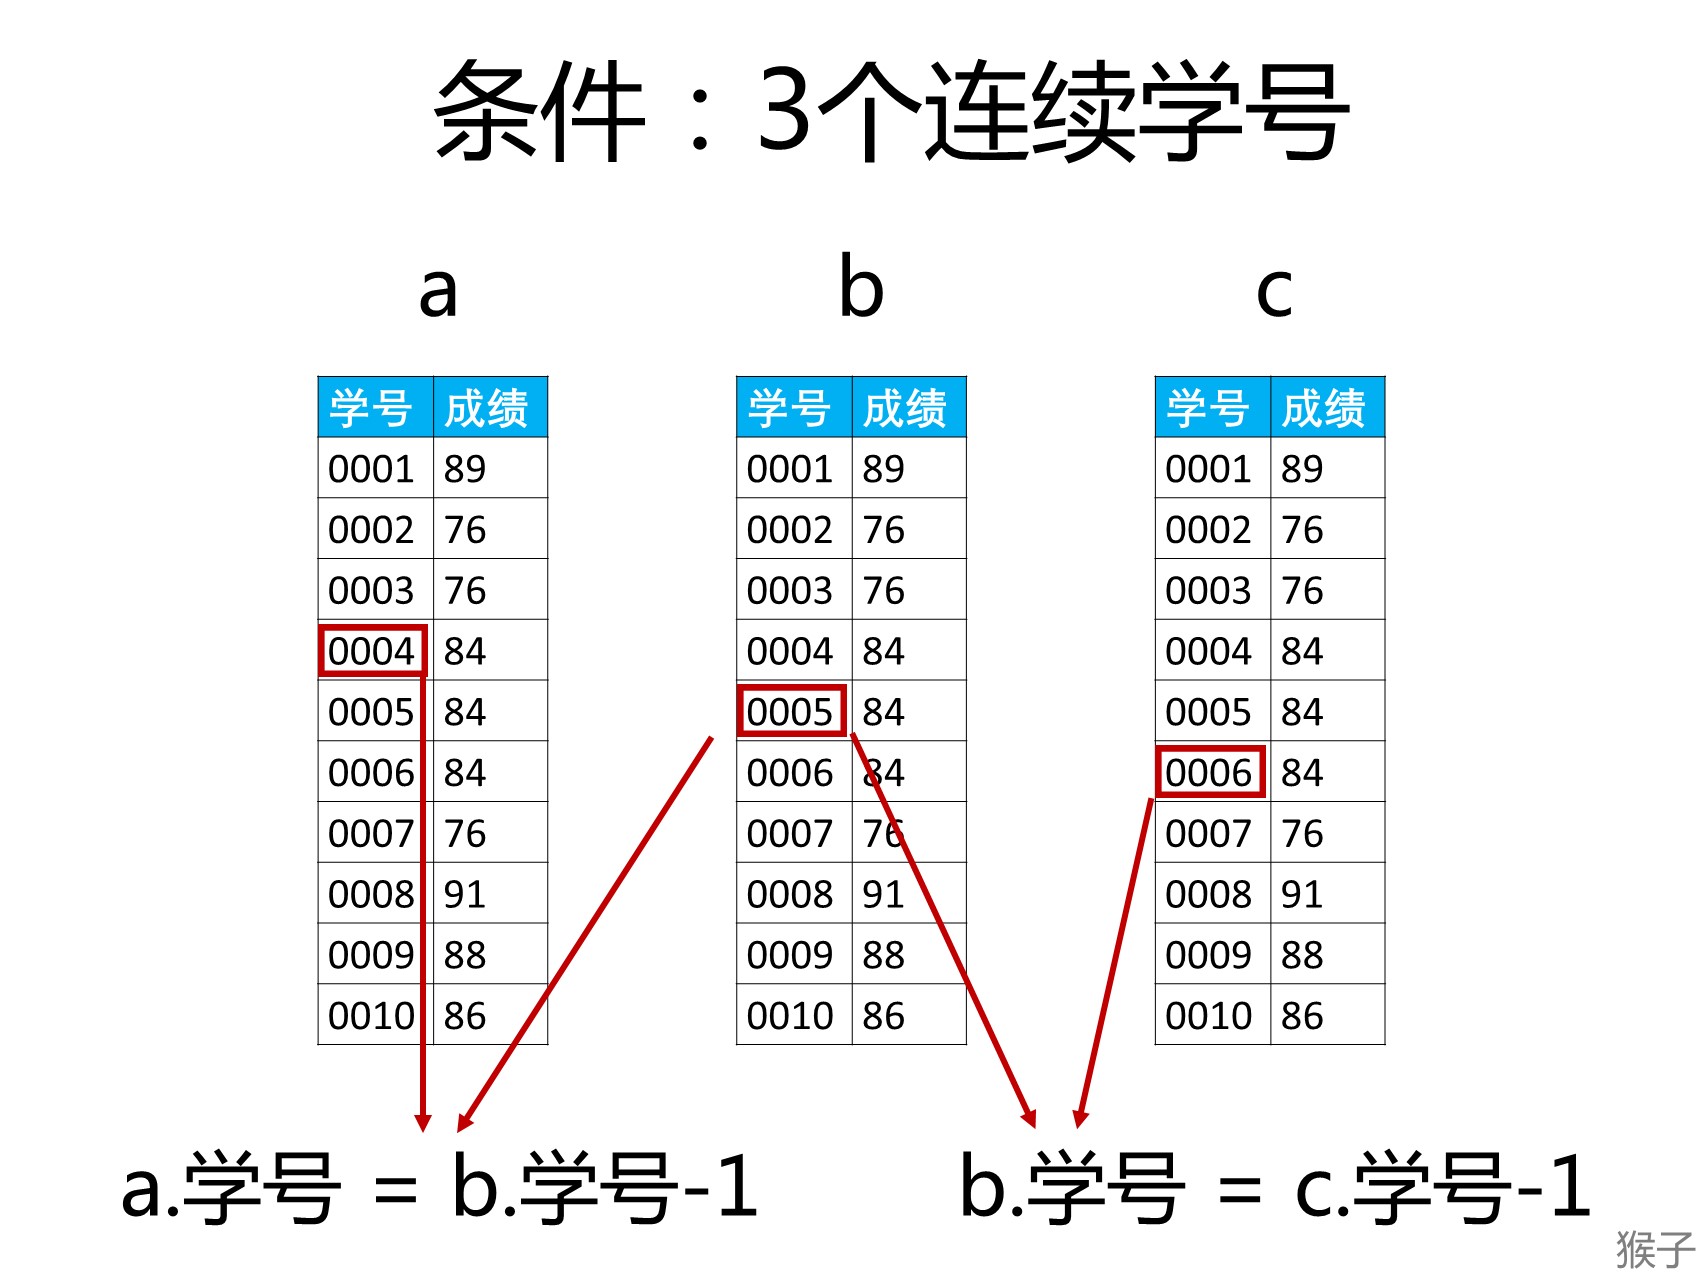 条件：3个连续学号
a b c
学号 成绩 学号 成绩 学号 成绩
0001 89 0001 89 0001 89
0002 76 0002 76 0002 76
0003 76 0003 76 0003 76
0004 84 0004 84 0004 84
0005 84 0005 84 0005 84
0006 84 0006 84 0006 84
0007 76 0007 76 0007 76
0008 91 0008 91 0008 91
0009 88 0009 88 0009 88
0010 86 0010 86 0010 86
a.学号 = b.学号-1 b.学号 = c.学号-1
猴子